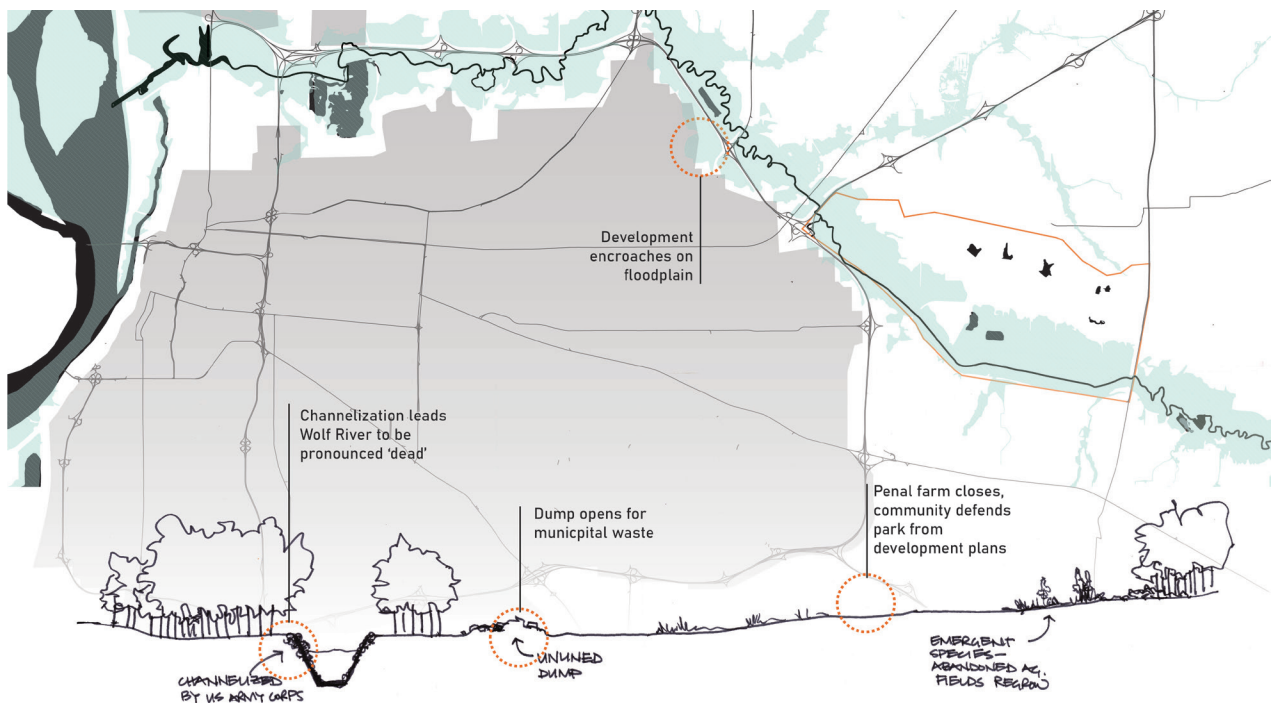 Development
encroaches on
floodplain
Channelization leads
Wolf River to be
pronounced ‘dead’
Dump opens for
municpital waste
Penal farm closes,
community defends
park from
development plans
CHANNELIZED
BY US ARMY CORPS
UNLINED
DUMP
EMERGENT
SPECIES—
ABANDONED AG.
FIELDS REGROW